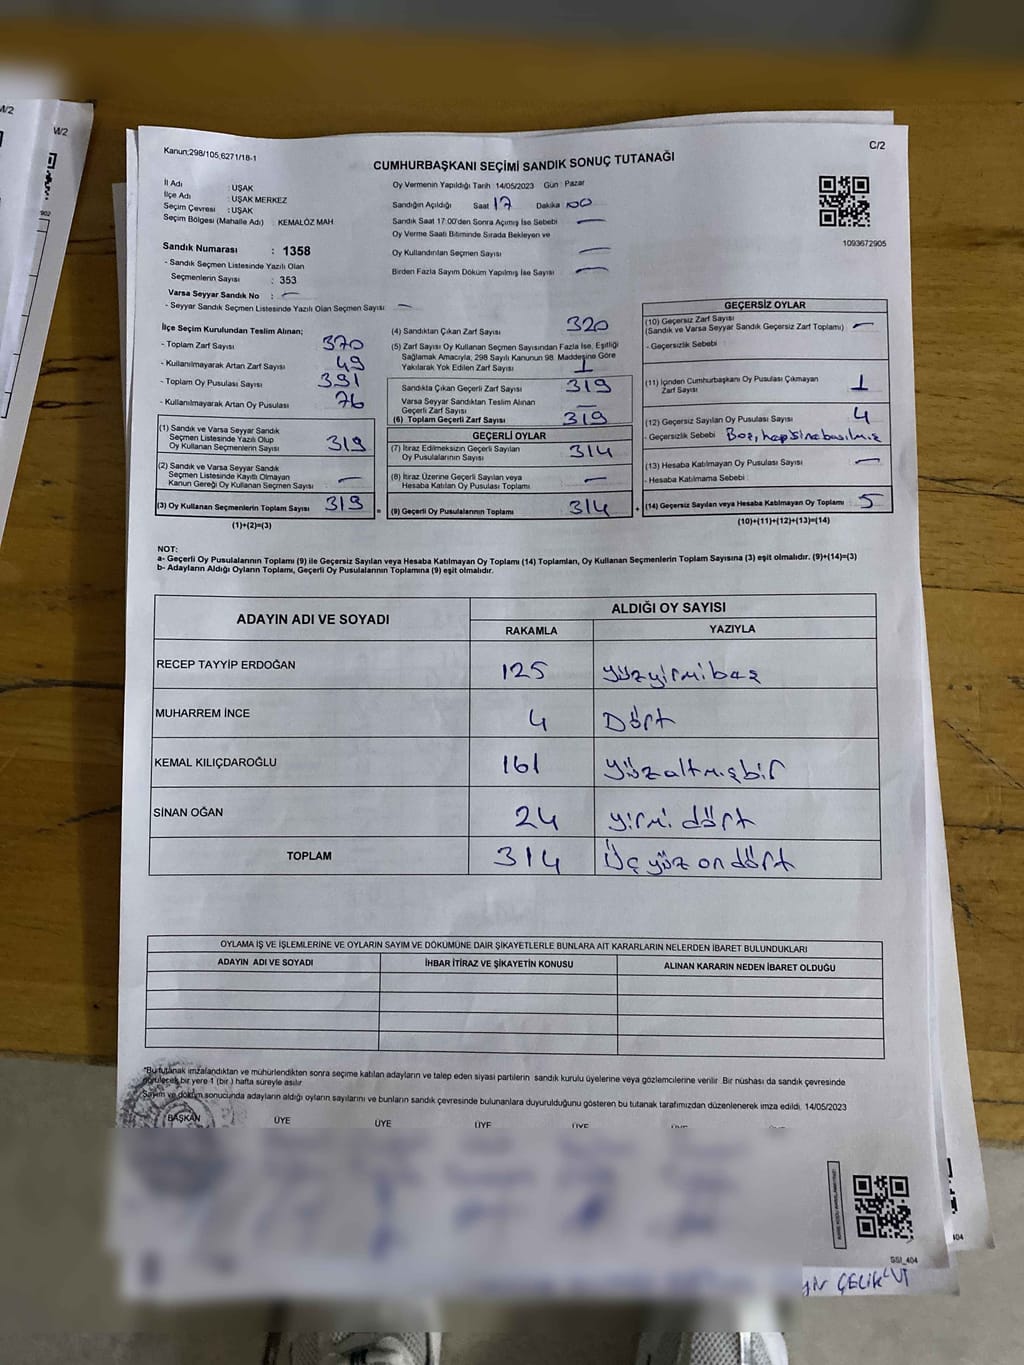 W/2
W/2
902
Kanun;298/105,6271/18-1
C/2
CUMHURBAŞKANI SEÇİMİ SANDIK SONUÇ TUTANAĞI
İl Adı : UŞAK
İlçe Adı : UŞAK MERKEZ
Seçim Çevresi : UŞAK
Seçim Bölgesi (Mahalle Adı) : KEMALÖZ MAH
Oy Vermenin Yapıldığı Tarih 14/05/2023 Gün : Pazar
Sandığın Açıldığı Saat 17 Dakika 00
Sandık Saat 17:00'den Sonra Açımış İse Sebebi —
Oy Verme Saati Bitiminde Sırada Bekleyen ve
Oy Kullandırılan Seçmen Sayısı —
Birden Fazla Sayım Döküm Yapılmış İse Sayısı —
1093672905
Sandık Numarası : 1358
- Sandık Seçmen Listesinde Yazılı Olan
Seçmenlerin Sayısı : 353
Varsa Seyyar Sandık No : —
- Seyyar Sandık Seçmen Listesinde Yazılı Olan Seçmen Sayısı —
İlçe Seçim Kurulundan Teslim Alınan;
- Toplam Zarf Sayısı 370
- Kullanılmayarak Artan Zarf Sayısı 49
- Toplam Oy Pusulası Sayısı 391
- Kullanılmayarak Artan Oy Pusulası 76
(1) Sandık ve Varsa Seyyar Sandık
Seçmen Listesinde Yazılı Olup
Oy Kullanan Seçmenlerin Sayısı 319
(2) Sandık ve Varsa Seyyar Sandık
Seçmen Listesinde Kayıtlı Olmayan
Kanun Gereği Oy Kullanan Seçmen Sayısı —
(3) Oy Kullanan Seçmenlerin Toplam Sayısı 319
(1)+(2)=(3)
(4) Sandıktan Çıkan Zarf Sayısı 320
(5) Zarf Sayısı Oy Kullanan Seçmen Sayısından Fazla İse, Eşitliği
Sağlamak Amacıyla, 298 Sayılı Kanunun 98. Maddesine Göre
Yakılarak Yok Edilen Zarf Sayısı 1
Sandıkta Çıkan Geçerli Zarf Sayısı 319
Varsa Seyyar Sandıktan Teslim Alınan
Geçerli Zarf Sayısı —
(6) Toplam Geçerli Zarf Sayısı 319
GEÇERLİ OYLAR
(7) İtiraz Edilmeksizin Geçerli Sayılan
Oy Pusulalarının Sayısı 314
(8) İtiraz Üzerine Geçerli Sayılan veya
Hesaba Katılan Oy Pusulası Toplamı —
=
(9) Geçerli Oy Pusulalarının Toplamı 314
+
GEÇERSİZ OYLAR
(10) Geçersiz Zarf Sayısı
(Sandık ve Varsa Seyyar Sandık Geçersiz Zarf Toplamı) —
- Geçersizlik Sebebi
(11) İçinden Cumhurbaşkanı Oy Pusulası Çıkmayan
Zarf Sayısı 1
(12) Geçersiz Sayılan Oy Pusulası Sayısı 4
- Geçersizlik Sebebi Boş, hepsine basılmış
(13) Hesaba Katılmayan Oy Pusulası Sayısı —
- Hesaba Katılmama Sebebi
(14) Geçersiz Sayılan veya Hesaba Katılmayan Oy Toplamı 5
(10)+(11)+(12)+(13)=(14)
NOT:
a- Geçerli Oy Pusulalarının Toplamı (9) ile Geçersiz Sayılan veya Hesaba Katılmayan Oy Toplamı (14) Toplamları, Oy Kullanan Seçmenlerin Toplam Sayısına (3) eşit olmalıdır. (9)+(14)=(3)
b- Adayların Aldığı Oyların Toplamı, Geçerli Oy Pusulalarının Toplamına (9) eşit olmalıdır.
ADAYIN ADI VE SOYADI ALDIĞI OY SAYISI
RAKAMLA YAZIYLA
RECEP TAYYİP ERDOĞAN 125 yüzyirmibeş
MUHARREM İNCE 4 Dört
KEMAL KILIÇDAROĞLU 161 yüzaltmışbir
SİNAN OĞAN 24 yirmi dört
TOPLAM 314 Üç yüz on dört
OYLAMA İŞ VE İŞLEMLERİNE VE OYLARIN SAYIM VE DÖKÜMÜNE DAİR ŞİKAYETLERLE BUNLARA AİT KARARLARIN NELERDEN İBARET BULUNDUKLARI
ADAYIN ADI VE SOYADI İHBAR İTİRAZ VE ŞİKAYETİN KONUSU ALINAN KARARIN NEDEN İBARET OLDUĞU
*Bu tutanak imzalandıktan ve mühürlendikten sonra seçime katılan adayların ve talep eden siyasi partilerin sandık kurulu üyelerine veya gözlemcilerine verilir. Bir nüshası da sandık çevresinde
görülecek bir yere 1 (bir ) hafta süreyle asılır
Sayım ve döküm sonucunda adayların aldığı oyların sayılarını ve bunların sandık çevresinde bulunanlara duyurulduğunu gösteren bu tutanak tarafımızdan düzenlenerek imza edildi. 14/05/2023
BAŞKAN ÜYE ÜYE ÜYE ÜYE
SSI_404
404
ÇELİK